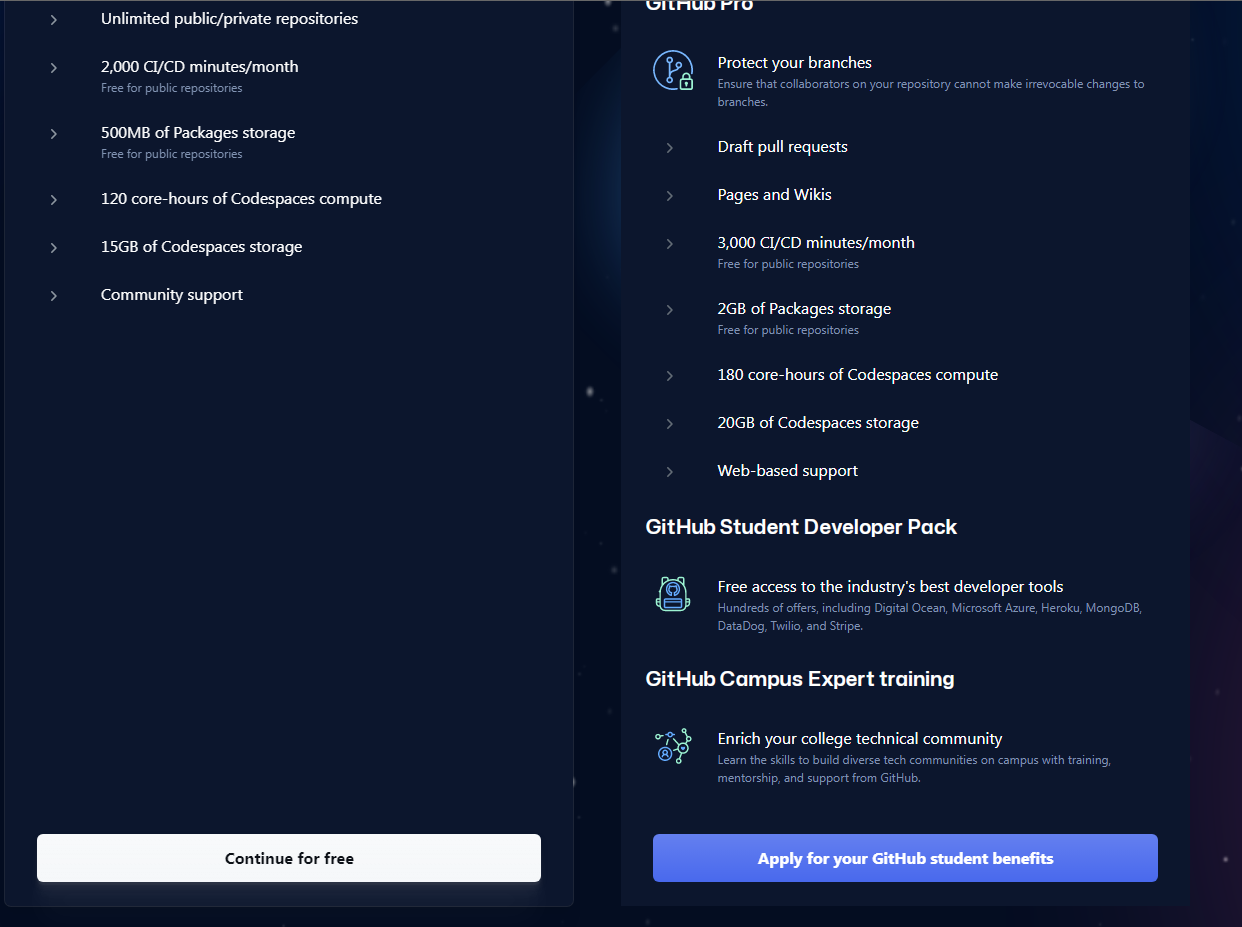 Unlimited public/private repositories
2,000 CI/CD minutes/month
Free for public repositories
500MB of Packages storage
Free for public repositories
120 core-hours of Codespaces compute
15GB of Codespaces storage
Community support
Continue for free
GitHub Pro
Protect your branches
Ensure that collaborators on your repository cannot make irrevocable changes to
branches.
Draft pull requests
Pages and Wikis
3,000 CI/CD minutes/month
Free for public repositories
2GB of Packages storage
Free for public repositories
180 core-hours of Codespaces compute
20GB of Codespaces storage
Web-based support
GitHub Student Developer Pack
Free access to the industry's best developer tools
Hundreds of offers, including Digital Ocean, Microsoft Azure, Heroku, MongoDB,
DataDog, Twilio, and Stripe.
GitHub Campus Expert training
Enrich your college technical community
Learn the skills to build diverse tech communities on campus with training,
mentorship, and support from GitHub.
Apply for your GitHub student benefits